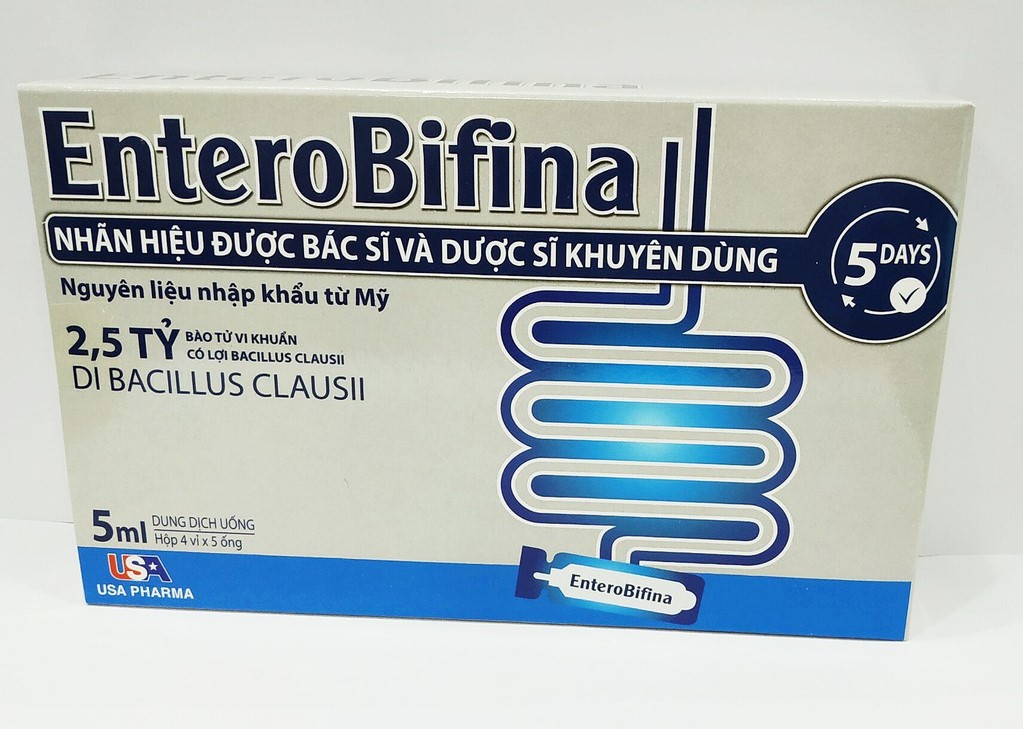 EnteroBifina
EnteroBifina
NHÃN HIỆU ĐƯỢC BÁC SĨ VÀ DƯỢC SĨ KHUYÊN DÙNG
5 DAYS
Nguyên liệu nhập khẩu từ Mỹ
2,5 TỶ
BÀO TỬ VI KHUẨN
CÓ LỢI BACILLUS CLAUSII
DI BACILLUS CLAUSII
5ml
DUNG DỊCH UỐNG
Hộp 4 vỉ x 5 ống
USA
USA PHARMA
EnteroBifina